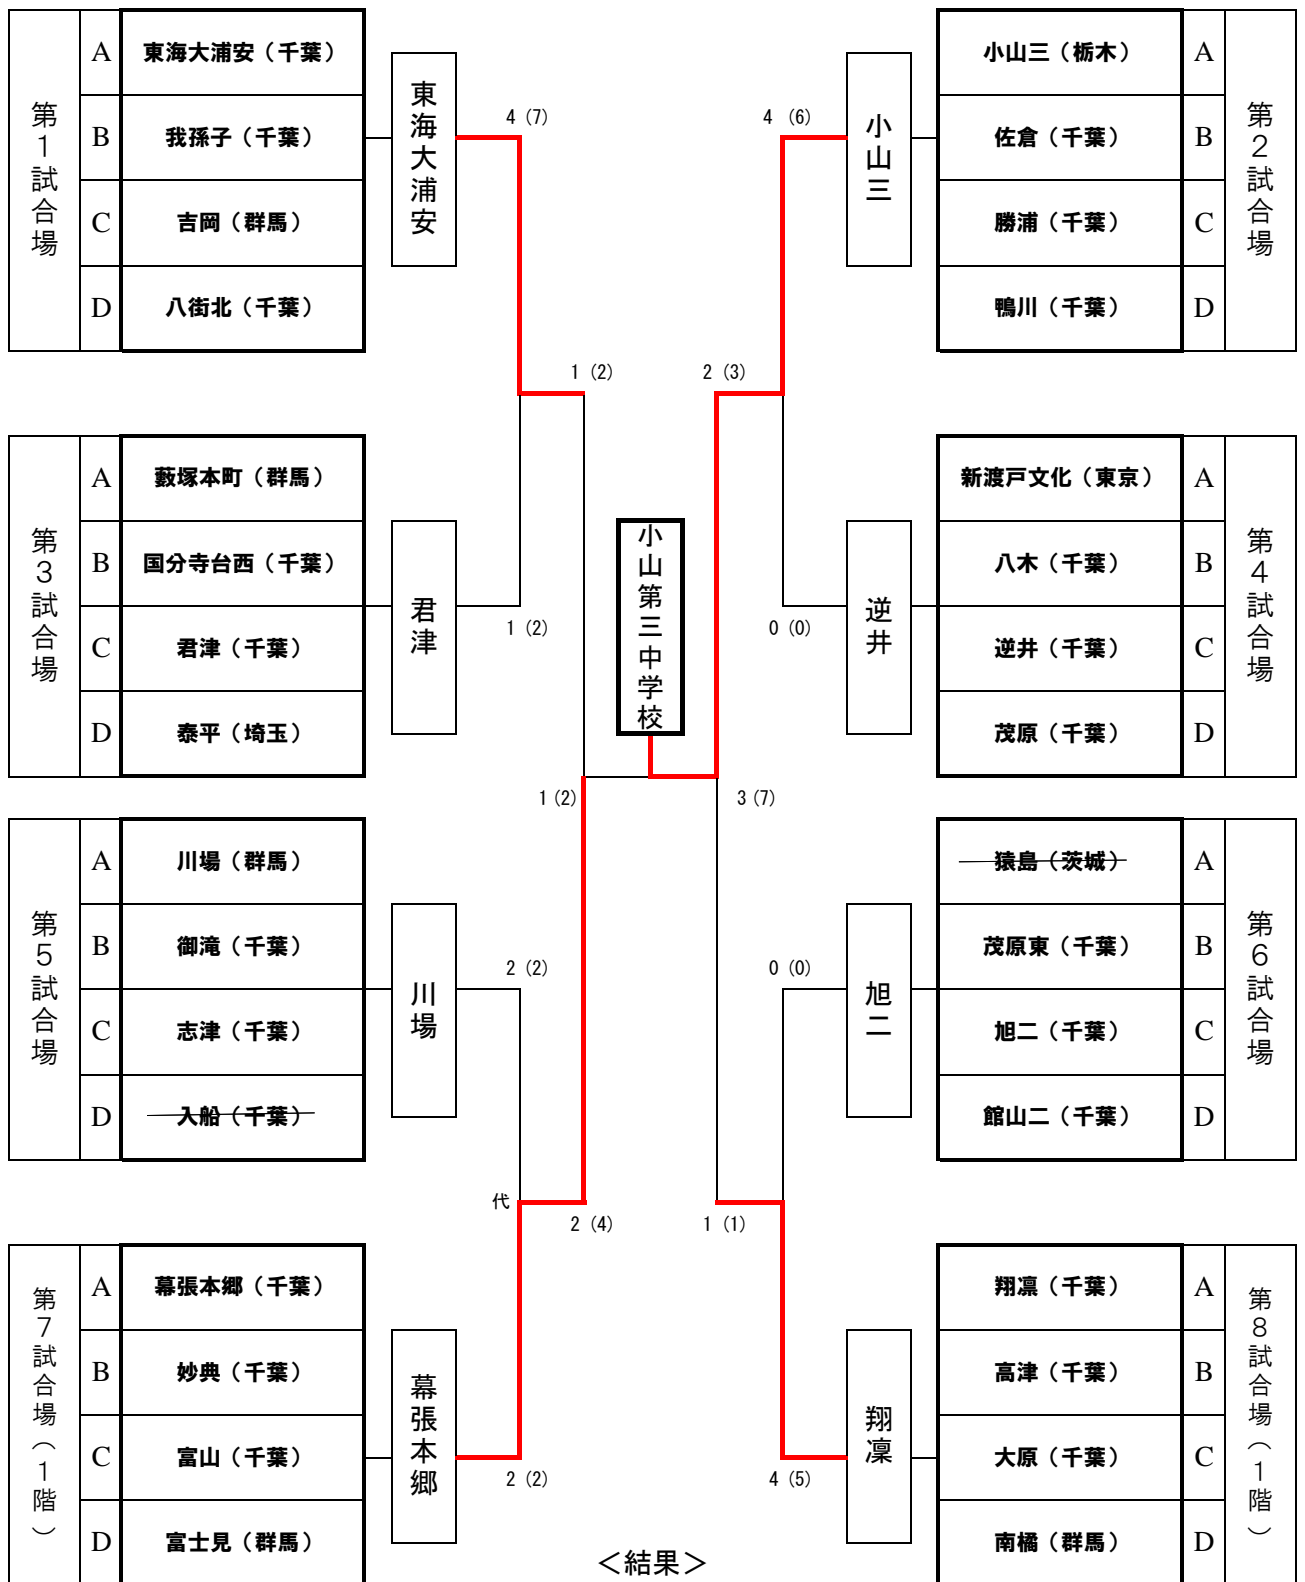 第1試合場
A 東海大浦安（千葉）
B 我孫子（千葉）
C 吉岡（群馬）
D 八街北（千葉）
東海大浦安
4（7）
4（6）
小山三
小山三（栃木） A
佐倉（千葉） B
勝浦（千葉） C
鴨川（千葉） D
第2試合場
1（2）
2（3）
第3試合場
A 藪塚本町（群馬）
B 国分寺台西（千葉）
C 君津（千葉）
D 泰平（埼玉）
君津
1（2）
小山第三中学校
0（0）
逆井
新渡戸文化（東京） A
八木（千葉） B
逆井（千葉） C
茂原（千葉） D
第4試合場
1（2）
3（7）
第5試合場
A 川場（群馬）
B 御滝（千葉）
C 志津（千葉）
D 入船（千葉）
川場
2（2）
0（0）
旭二
猿島（茨城） A
茂原東（千葉） B
旭二（千葉） C
館山二（千葉） D
第6試合場
代
2（4）
1（1）
第7試合場（1階）
A 幕張本郷（千葉）
B 妙典（千葉）
C 富山（千葉）
D 富士見（群馬）
幕張本郷
2（2）
4（5）
翔凜
翔凛（千葉） A
高津（千葉） B
大原（千葉） C
南橘（群馬） D
第8試合場（1階）
＜結果＞